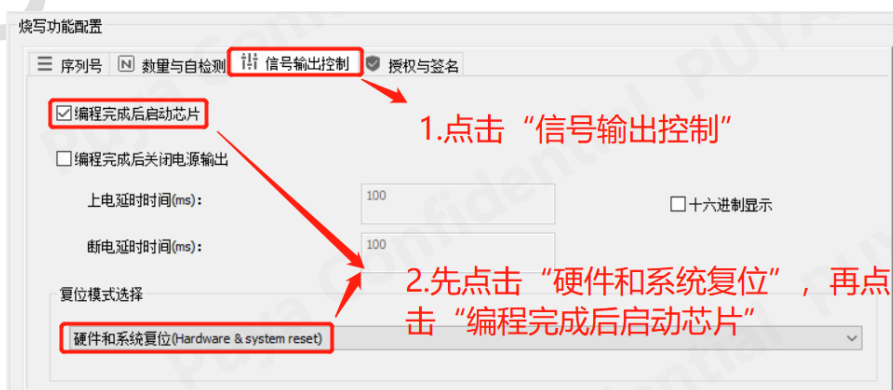 烧写功能配置
序列号 N 数量与自检测 信号输出控制 授权与签名
编程完成后启动芯片
1.点击“信号输出控制”
编程完成后关闭电源输出
上电延时时间(ms): 100 十六进制显示
断电延时时间(ms): 100
2.先点击“硬件和系统复位”，再点
复位模式选择
击“编程完成后启动芯片”
硬件和系统复位(Hardware & system reset)
Puya Confidential PUYA